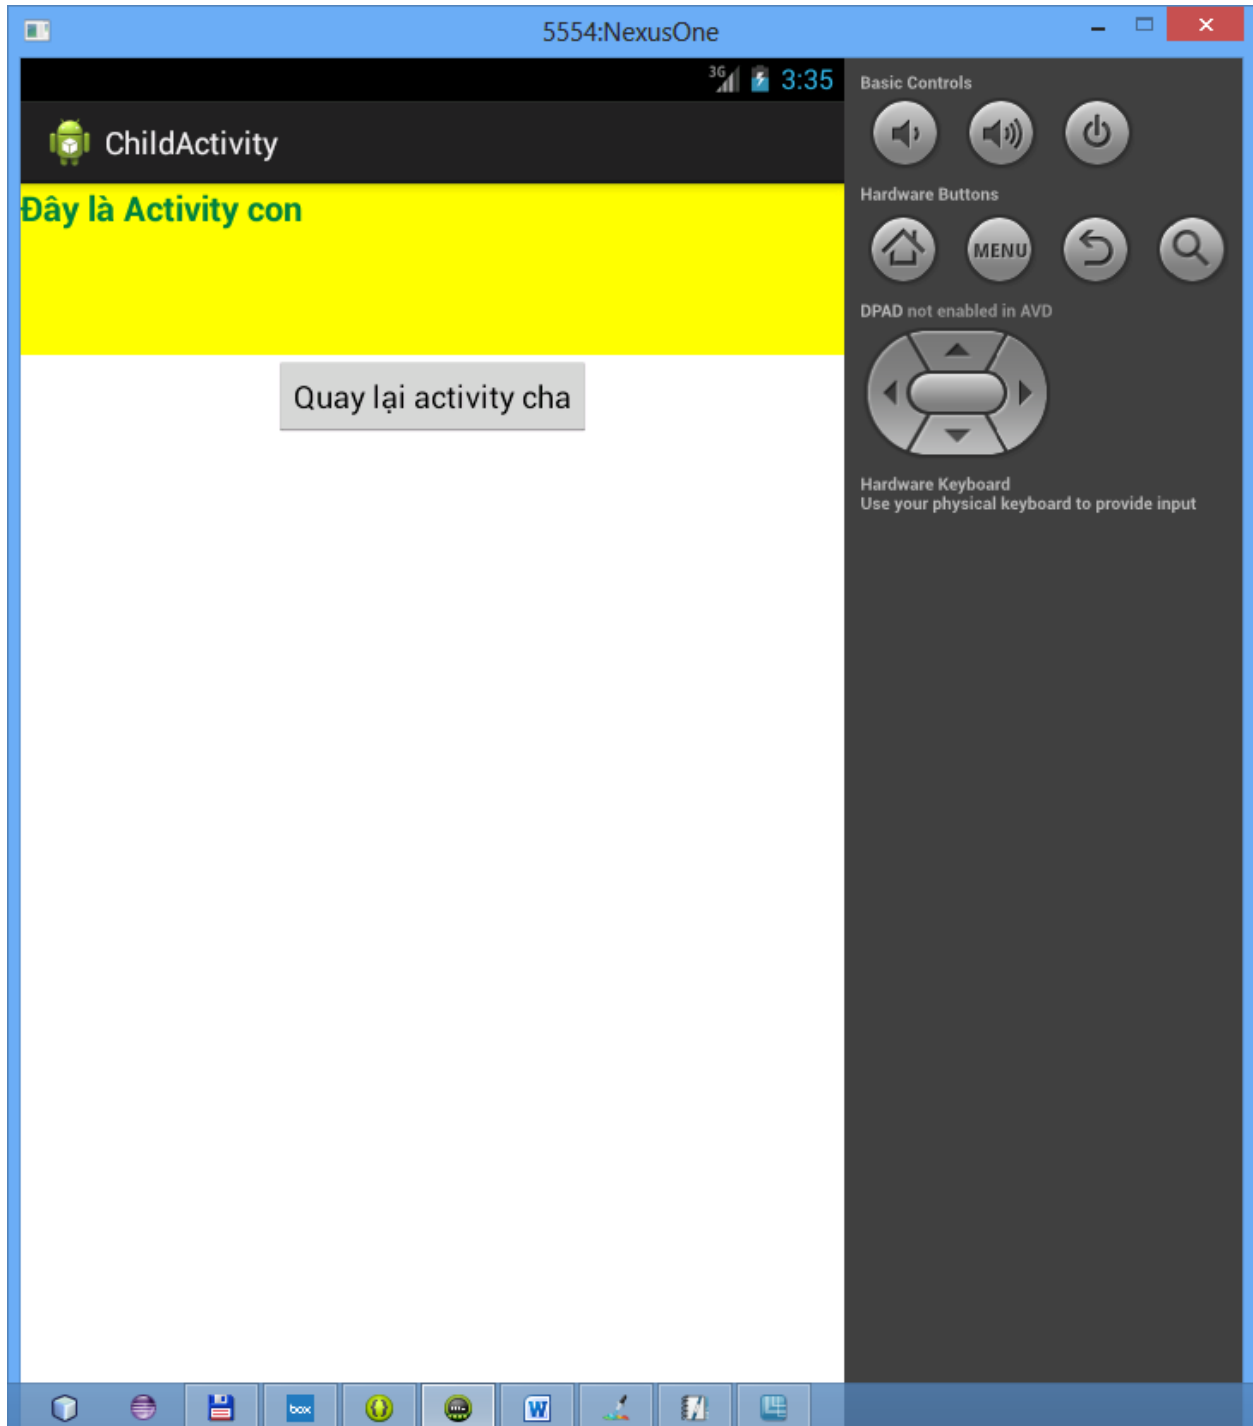 5554:NexusOne
3G 3:35
ChildActivity
Đây là Activity con
Quay lại activity cha
Basic Controls
Hardware Buttons
MENU
DPAD not enabled in AVD
Hardware Keyboard
Use your physical keyboard to provide input
box
W